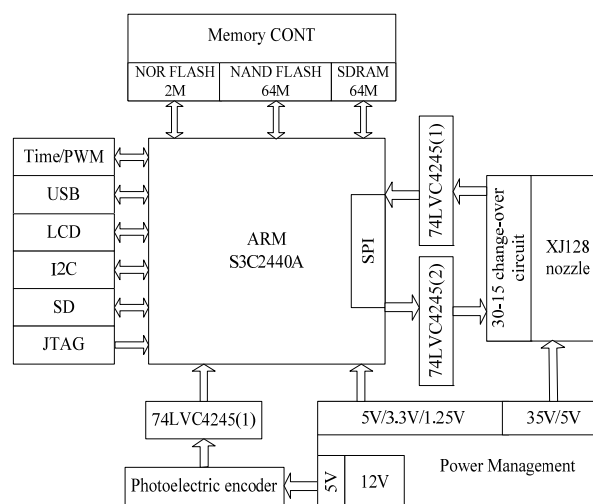 Memory CONT
NOR FLASH
2M
NAND FLASH
64M
SDRAM
64M
Time/PWM
USB
LCD
I2C
SD
JTAG
ARM
S3C2440A
SPI
74LVC4245(1)
74LVC4245(2)
30-15 change-over
circuit
XJ128
nozzle
74LVC4245(1)
Photoelectric encoder
5V/3.3V/1.25V
35V/5V
5V
12V
Power Management